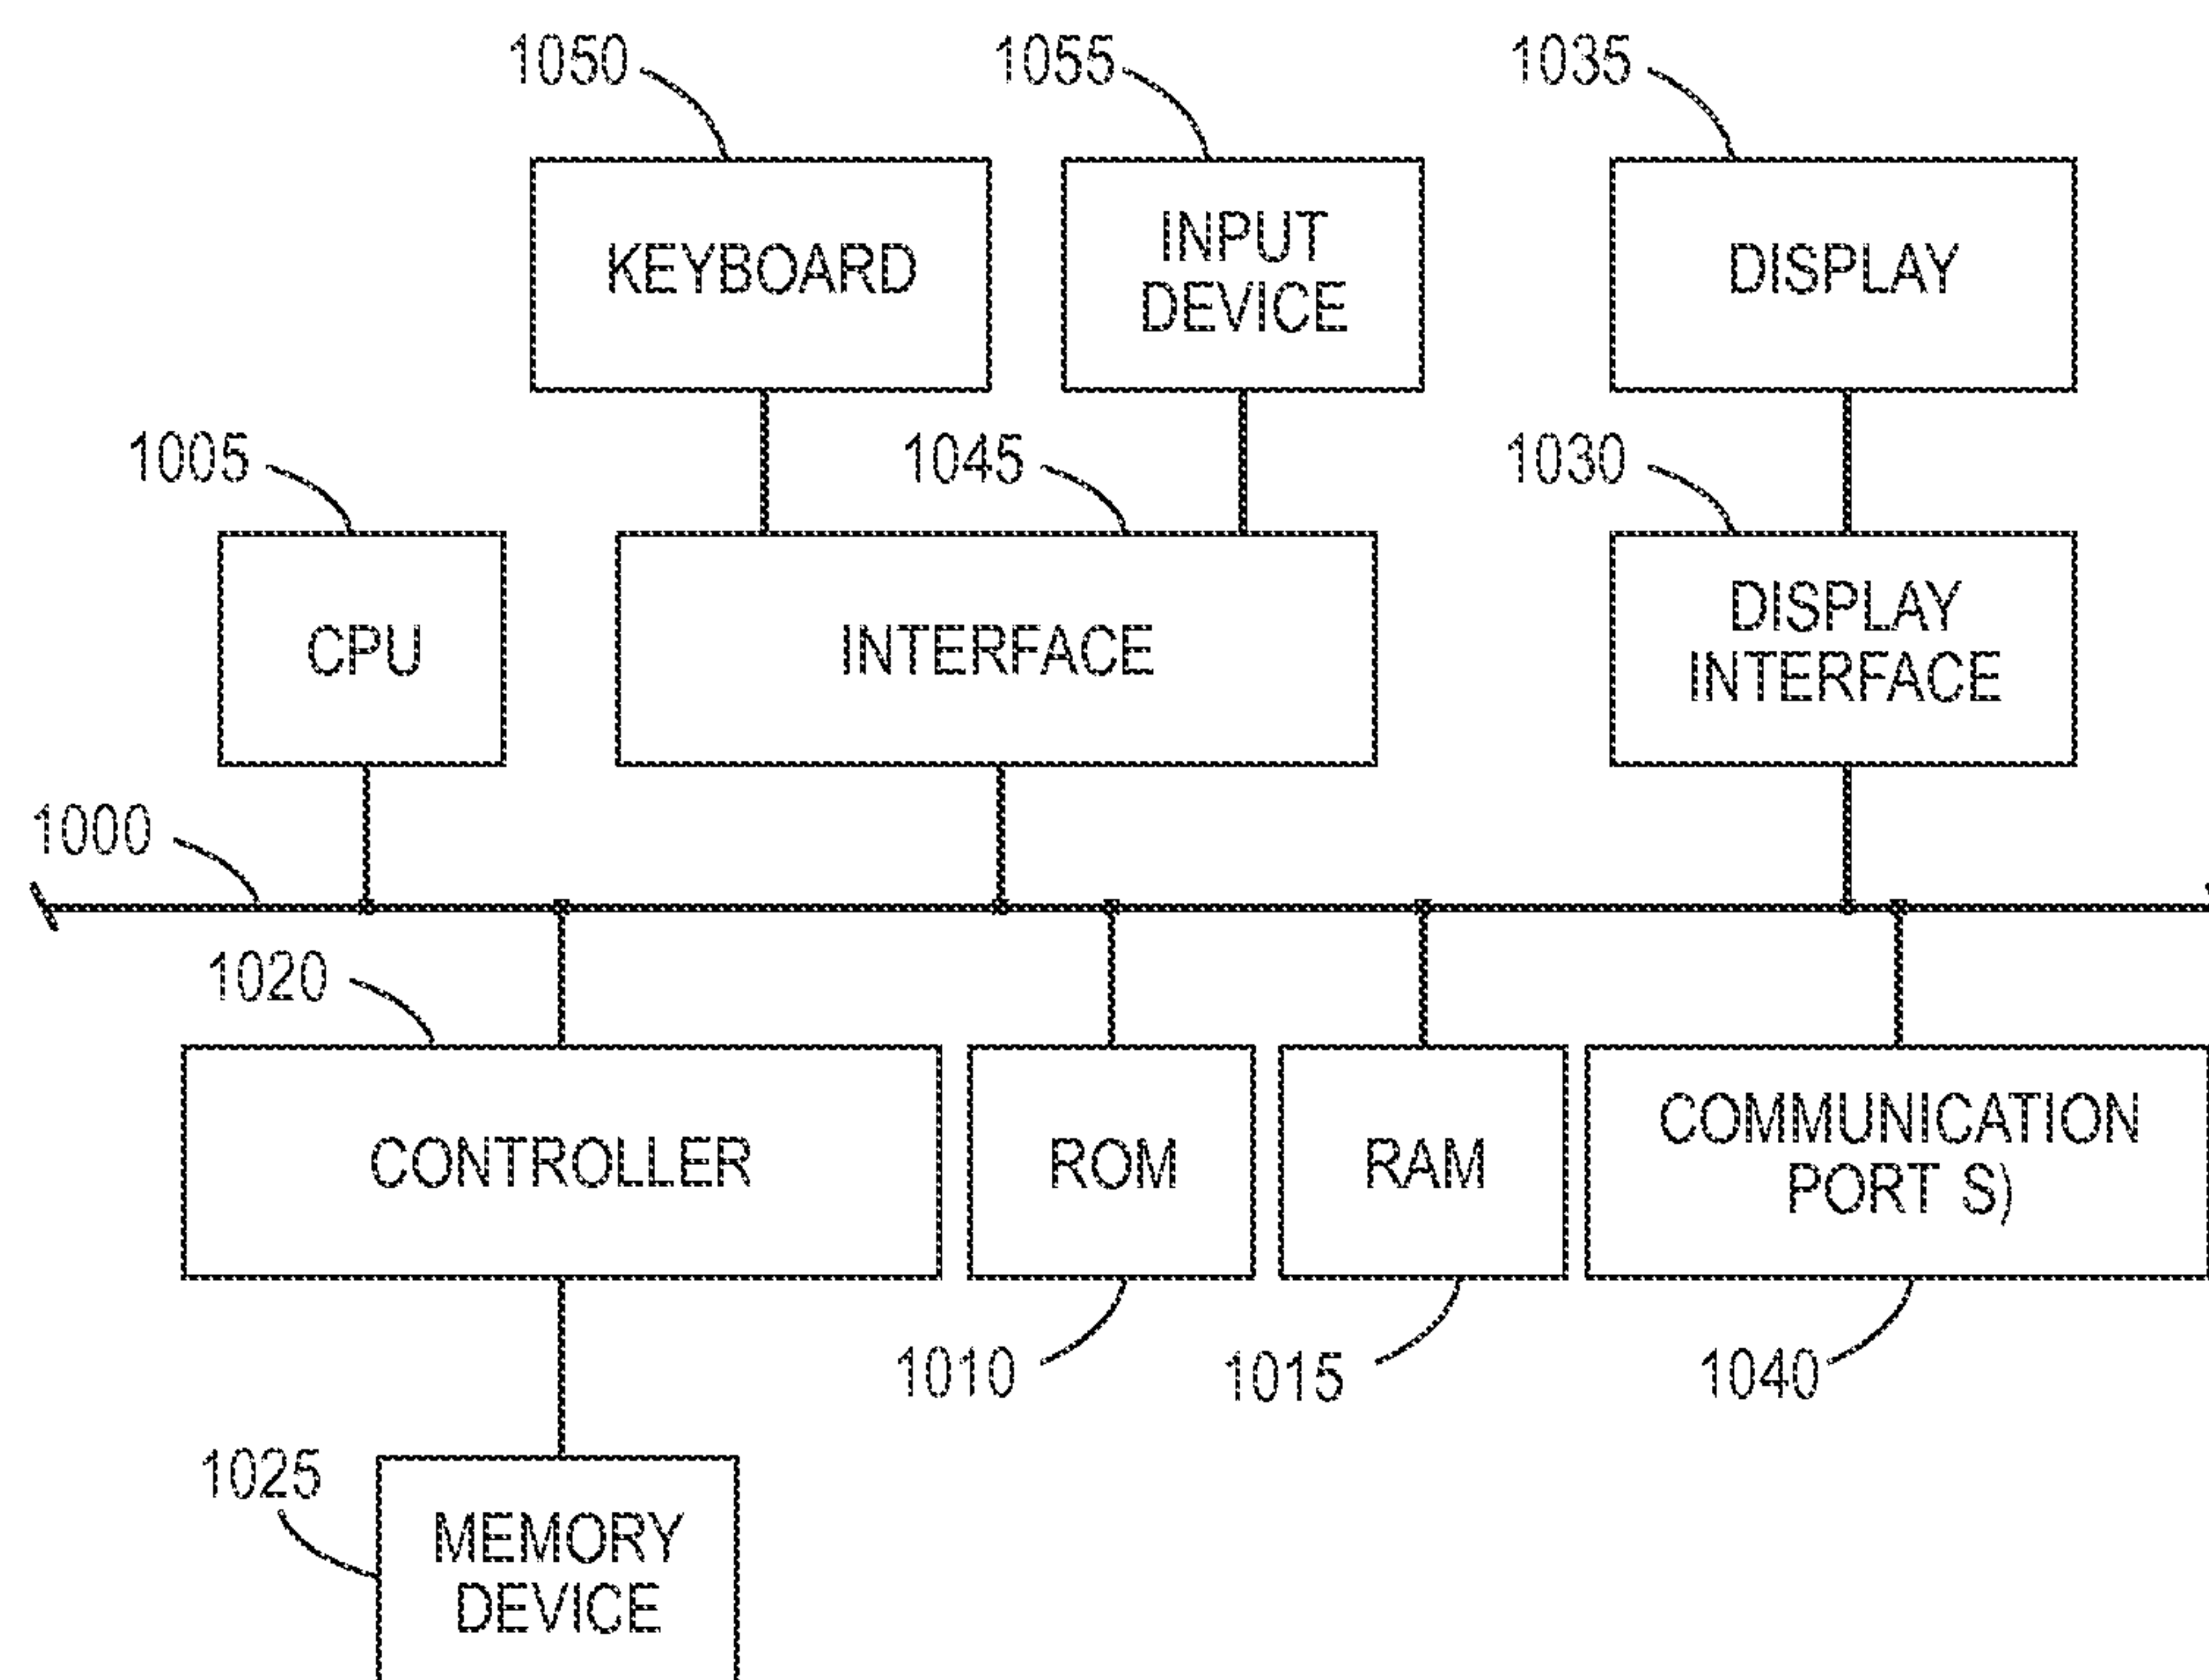 1050
1055
1035
KEYBOARD
INPUT
DEVICE
DISPLAY
1005
1045
1030
CPU
INTERFACE
DISPLAY
INTERFACE
1000
1020
CONTROLLER
ROM
RAM
COMMUNICATION
PORT S)
1010
1015
1040
1025
MEMORY
DEVICE